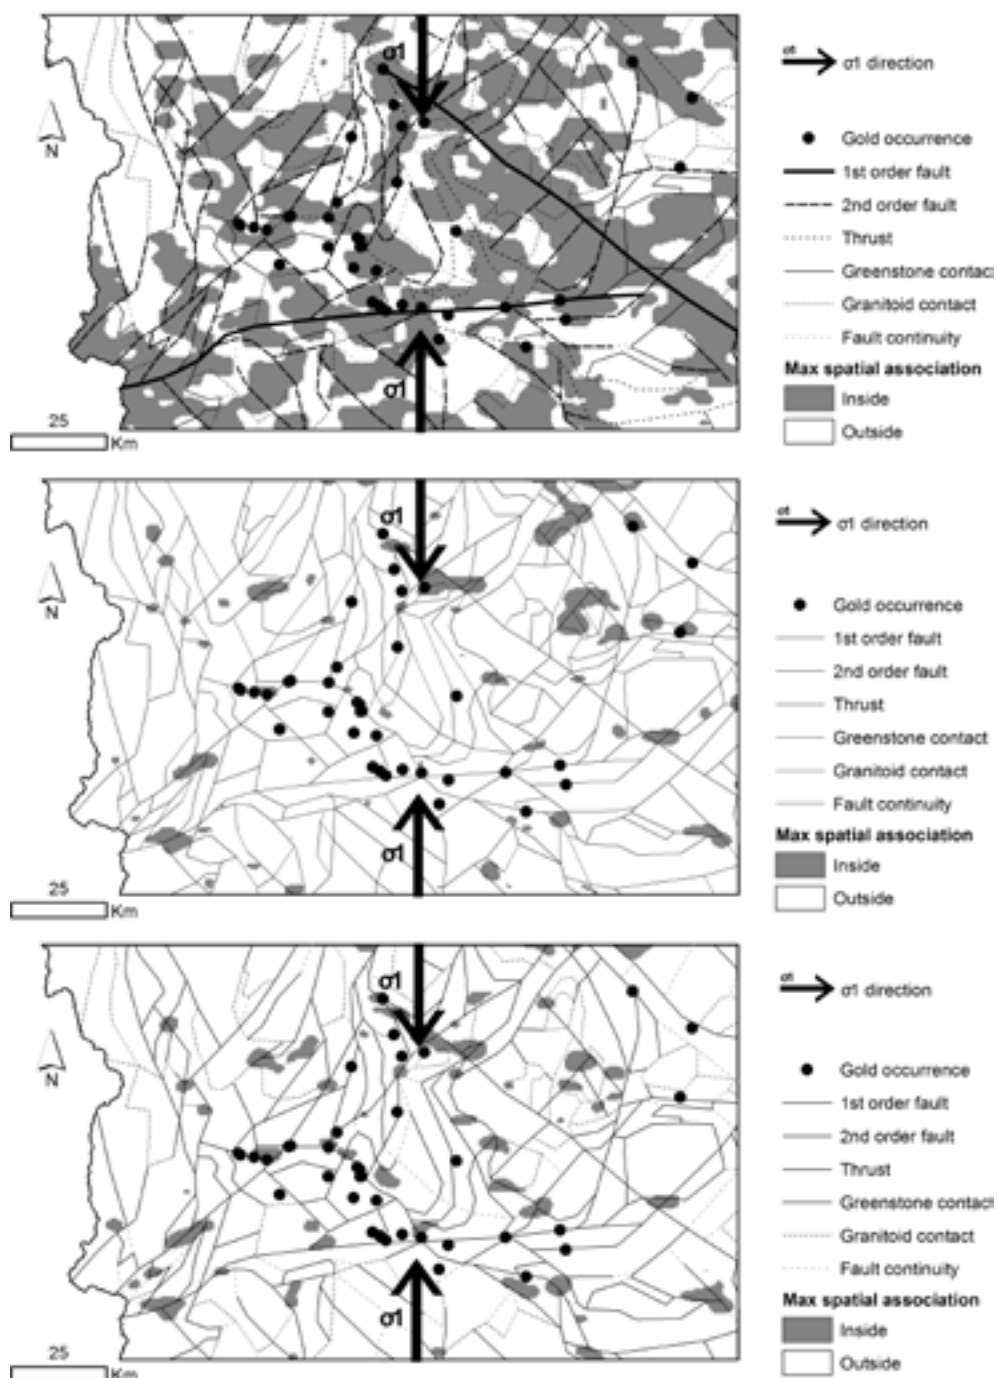 σ1
N
σ1
25
Km
σ1
σ1 direction
Gold occurrence
1st order fault
2nd order fault
Thrust
Greenstone contact
Granitoid contact
Fault continuity
Max spatial association
Inside
Outside
σ1
N
σ1
25
Km
σ1
σ1 direction
Gold occurrence
1st order fault
2nd order fault
Thrust
Greenstone contact
Granitoid contact
Fault continuity
Max spatial association
Inside
Outside
σ1
N
σ1
25
Km
σ1
σ1 direction
Gold occurrence
1st order fault
2nd order fault
Thrust
Greenstone contact
Granitoid contact
Fault continuity
Max spatial association
Inside
Outside